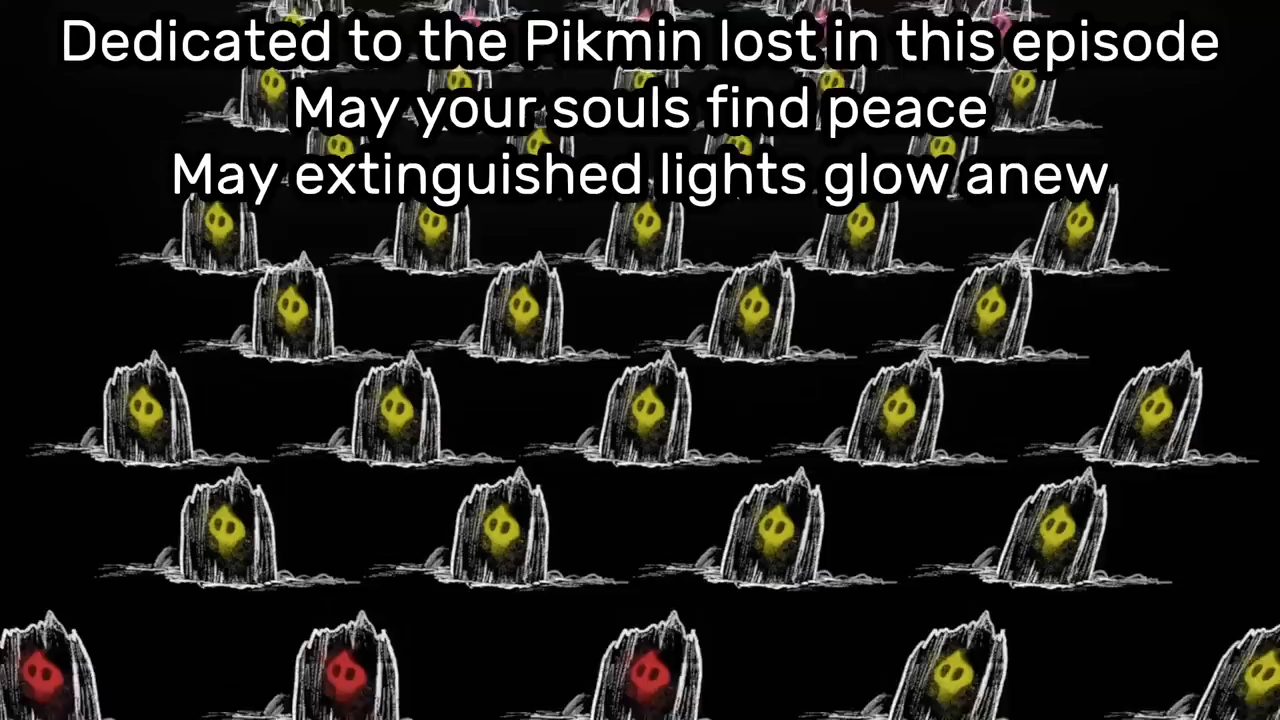 Dedicated to the Pikmin lost in this episode
May your souls find peace
May extinguished lights glow anew